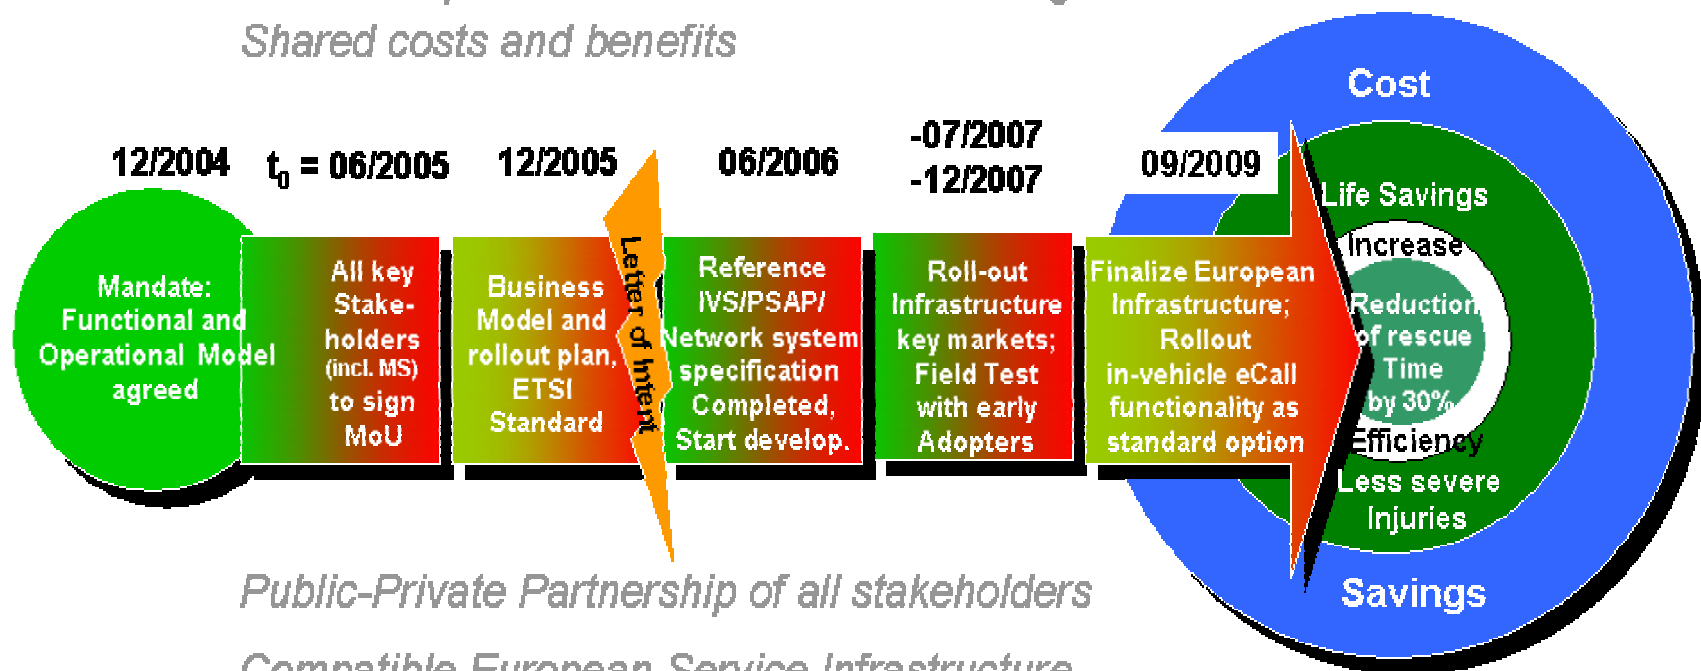 Shared costs and benefits
12/2004
t0 = 06/2005
12/2005
06/2006
-07/2007
-12/2007
09/2009
Mandate:
Functional and
Operational Model
agreed
All key
Stake-
holders
(incl. MS)
to sign
MoU
Business
Model and
rollout plan,
ETSI
Standard
Letter of Intent
Reference
IVS/PSAP/
Network system
specification
Completed,
Start develop.
Roll-out
Infrastructure
key markets;
Field Test
with early
Adopters
Finalize European
Infrastructure;
Rollout
in-vehicle eCall
functionality as
standard option
Cost
Life Savings
Increase
Reduction
of rescue
Time
by 30%
Efficiency
Less severe
Injuries
Savings
Public-Private Partnership of all stakeholders
Compatible European Service Infrastructure